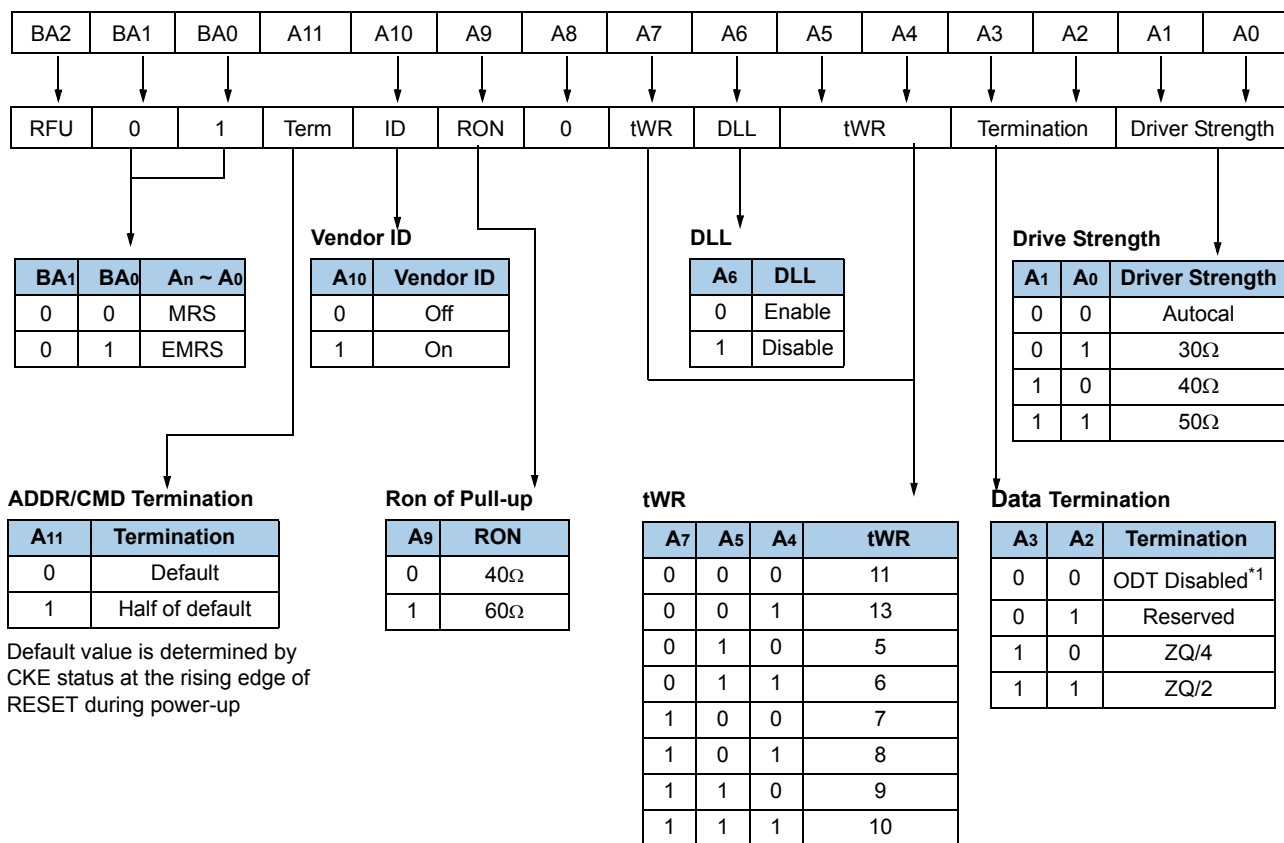 BA2 BA1 BA0 A11 A10 A9 A8 A7 A6 A5 A4 A3 A2 A1 A0
RFU 0 1 Term ID RON 0 tWR DLL tWR Termination Driver Strength
BA1 BA0 An ~ A0
0 0 MRS
0 1 EMRS
Vendor ID
A10 Vendor ID
0 Off
1 On
DLL
A6 DLL
0 Enable
1 Disable
Drive Strength
A1 A0 Driver Strength
0 0 Autocal
0 1 30Ω
1 0 40Ω
1 1 50Ω
ADDR/CMD Termination
A11 Termination
0 Default
1 Half of default
Default value is determined by
CKE status at the rising edge of
RESET during power-up
Ron of Pull-up
A9 RON
0 40Ω
1 60Ω
tWR
A7 A5 A4 tWR
0 0 0 11
0 0 1 13
0 1 0 5
0 1 1 6
1 0 0 7
1 0 1 8
1 1 0 9
1 1 1 10
Data Termination
A3 A2 Termination
0 0 ODT Disabled*1
0 1 Reserved
1 0 ZQ/4
1 1 ZQ/2